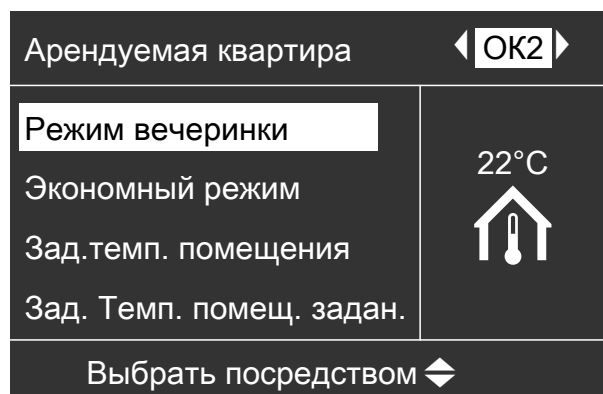 Арендуемая квартира ОК2
Режим вечеринки
Экономный режим
22°C
Зад.темп. помещения
Зад. Темп. помещ. задан.
Выбрать посредством